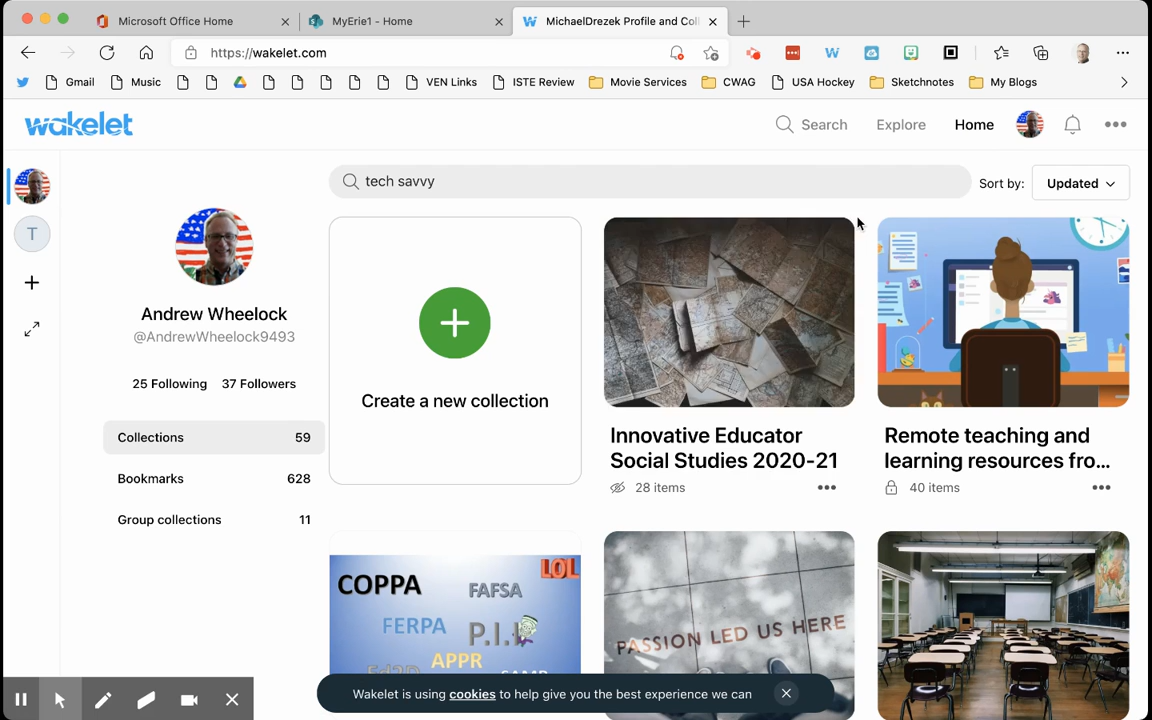 Microsoft Office Home
MyErie1 - Home
MichaelDrezek Profile and Coll
https://wakelet.com
Gmail
Music
VEN Links
ISTE Review
Movie Services
CWAG
USA Hockey
Sketchnotes
My Blogs
wakelet
Search
Explore
Home
tech savvy
Sort by:
Updated
T
Andrew Wheelock
@AndrewWheelock9493
25 Following
37 Followers
Collections 59
Bookmarks 628
Group collections 11
Create a new collection
Innovative Educator
Social Studies 2020-21
28 items
Remote teaching and
learning resources fro...
40 items
COPPA
LOL
FAFSA
FERPA
P.I.I.
APPR
Ed2D
SAMR
PASSION LED US HERE
Wakelet is using cookies to help give you the best experience we can